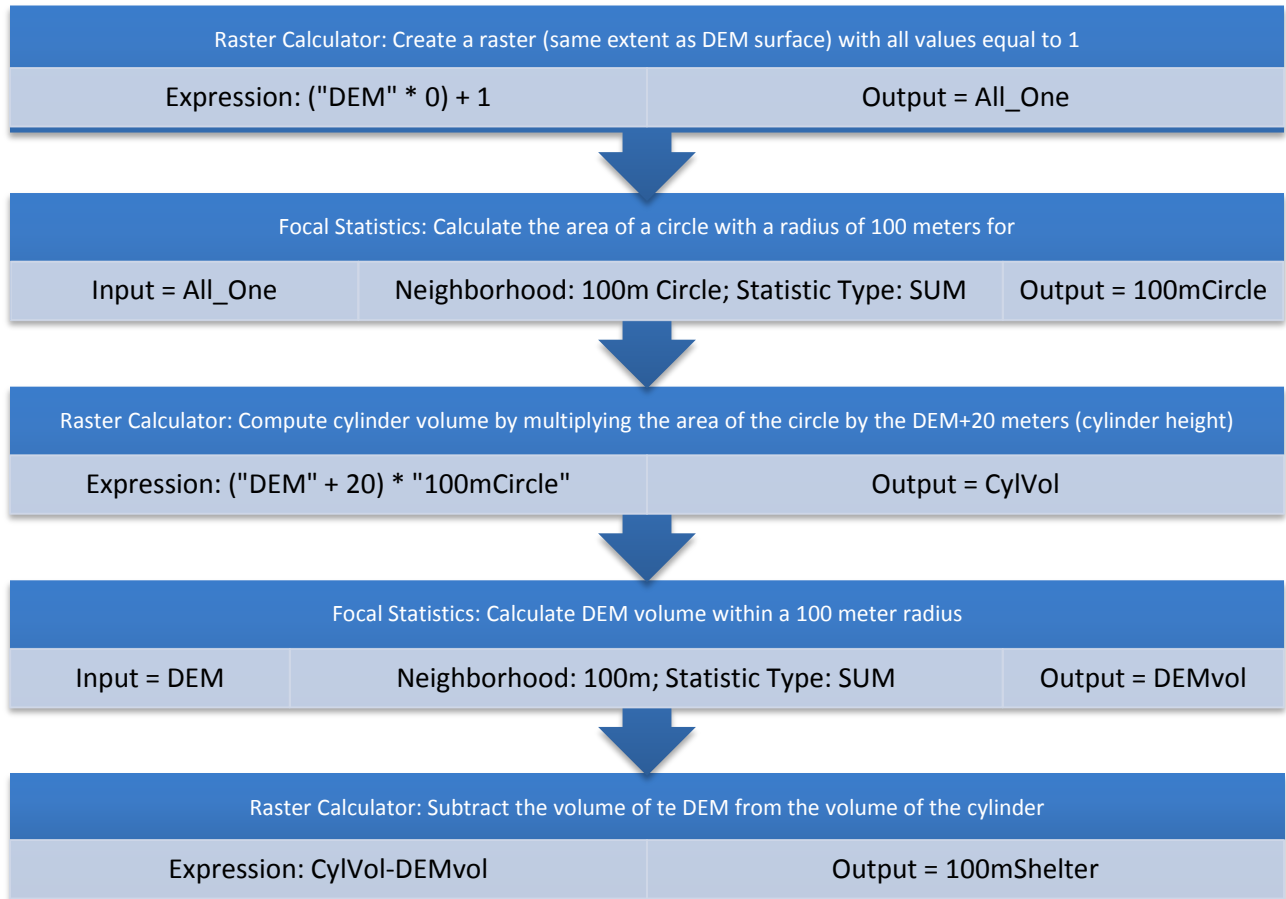 Raster Calculator: Create a raster (same extent as DEM surface) with all values equal to 1
Expression: ("DEM" * 0) + 1
Output = All_One
Focal Statistics: Calculate the area of a circle with a radius of 100 meters for
Input = All_One
Neighborhood: 100m Circle; Statistic Type: SUM
Output = 100mCircle
Raster Calculator: Compute cylinder volume by multiplying the area of the circle by the DEM+20 meters (cylinder height)
Expression: ("DEM" + 20) * "100mCircle"
Output = CylVol
Focal Statistics: Calculate DEM volume within a 100 meter radius
Input = DEM
Neighborhood: 100m; Statistic Type: SUM
Output = DEMvol
Raster Calculator: Subtract the volume of te DEM from the volume of the cylinder
Expression: CylVol-DEMvol
Output = 100mShelter